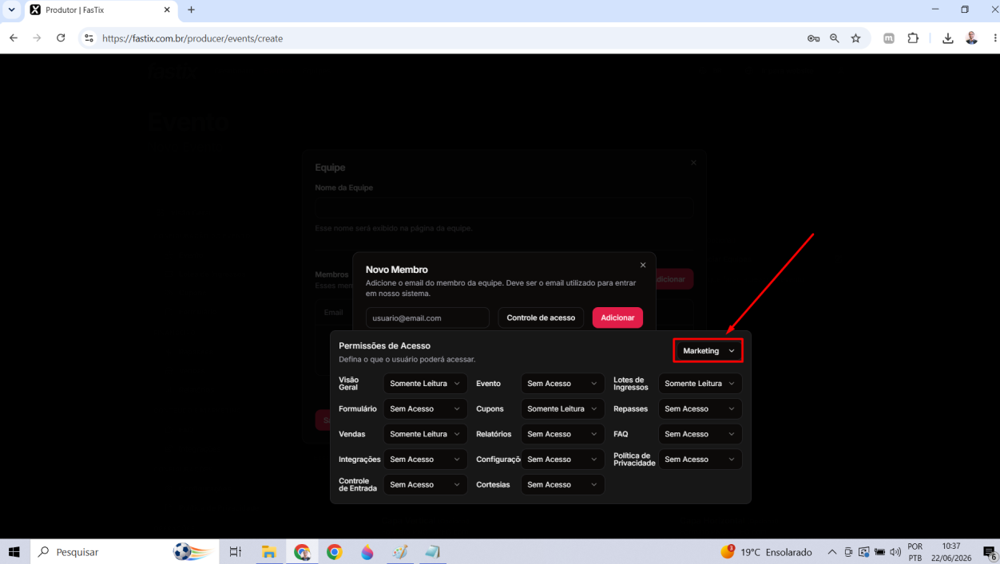 Produtor | FasTix
https://fastix.com.br/producer/events/create
fastix
Evento
Equipe
Nome da Equipe
Esse nome será exibido na página da equipe.
Membros
Esses mem
dicionar
Email
Novo Membro
Adicione o email do membro da equipe. Deve ser o email utilizado para entrar
em nosso sistema.
usuario@email.com Controle de acesso Adicionar
Permissões de Acesso
Marketing
Defina o que o usuário poderá acessar.
Visão Geral Somente Leitura Evento Sem Acesso Lotes de Ingressos Somente Leitura
Formulário Sem Acesso Cupons Somente Leitura Repasses Sem Acesso
Vendas Somente Leitura Relatórios Sem Acesso FAQ Sem Acesso
Integrações Sem Acesso Configuraçõ Sem Acesso Política de Privacidade Sem Acesso
Controle de Entrada Sem Acesso Cortesias Sem Acesso
Pesquisar
3
19°C Ensolarado
POR
PTB
10:37
22/06/2026
6